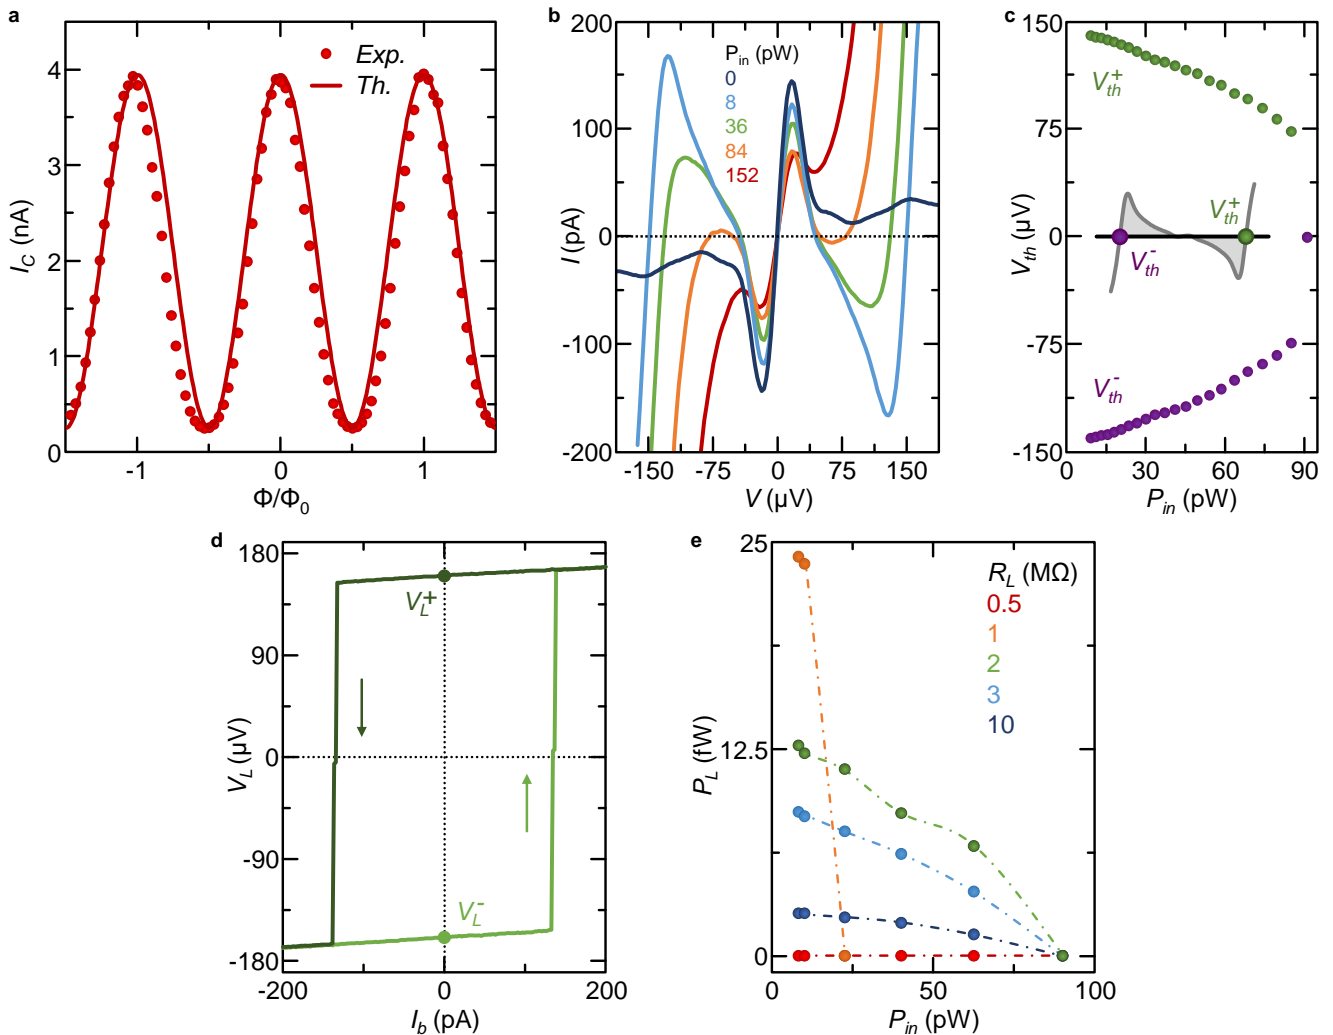 a
I_C (nA)
4
3
2
1
0
-1
0
1
Φ/Φ₀
Exp.
Th.
b
I (pA)
200
100
0
-100
-200
-150
-75
0
75
150
V (µV)
P_in (pW)
0
8
36
84
152
c
V_th (µV)
150
75
0
-75
-150
0
30
60
90
P_in (pW)
V_th^+
V_th^+
V_th^-
V_th^-
d
V_L (µV)
180
90
0
-90
-180
-200
0
200
I_b (pA)
V_L^+
V_L^-
e
P_L (fW)
25
12.5
0
0
50
100
P_in (pW)
R_L (MΩ)
0.5
1
2
3
10